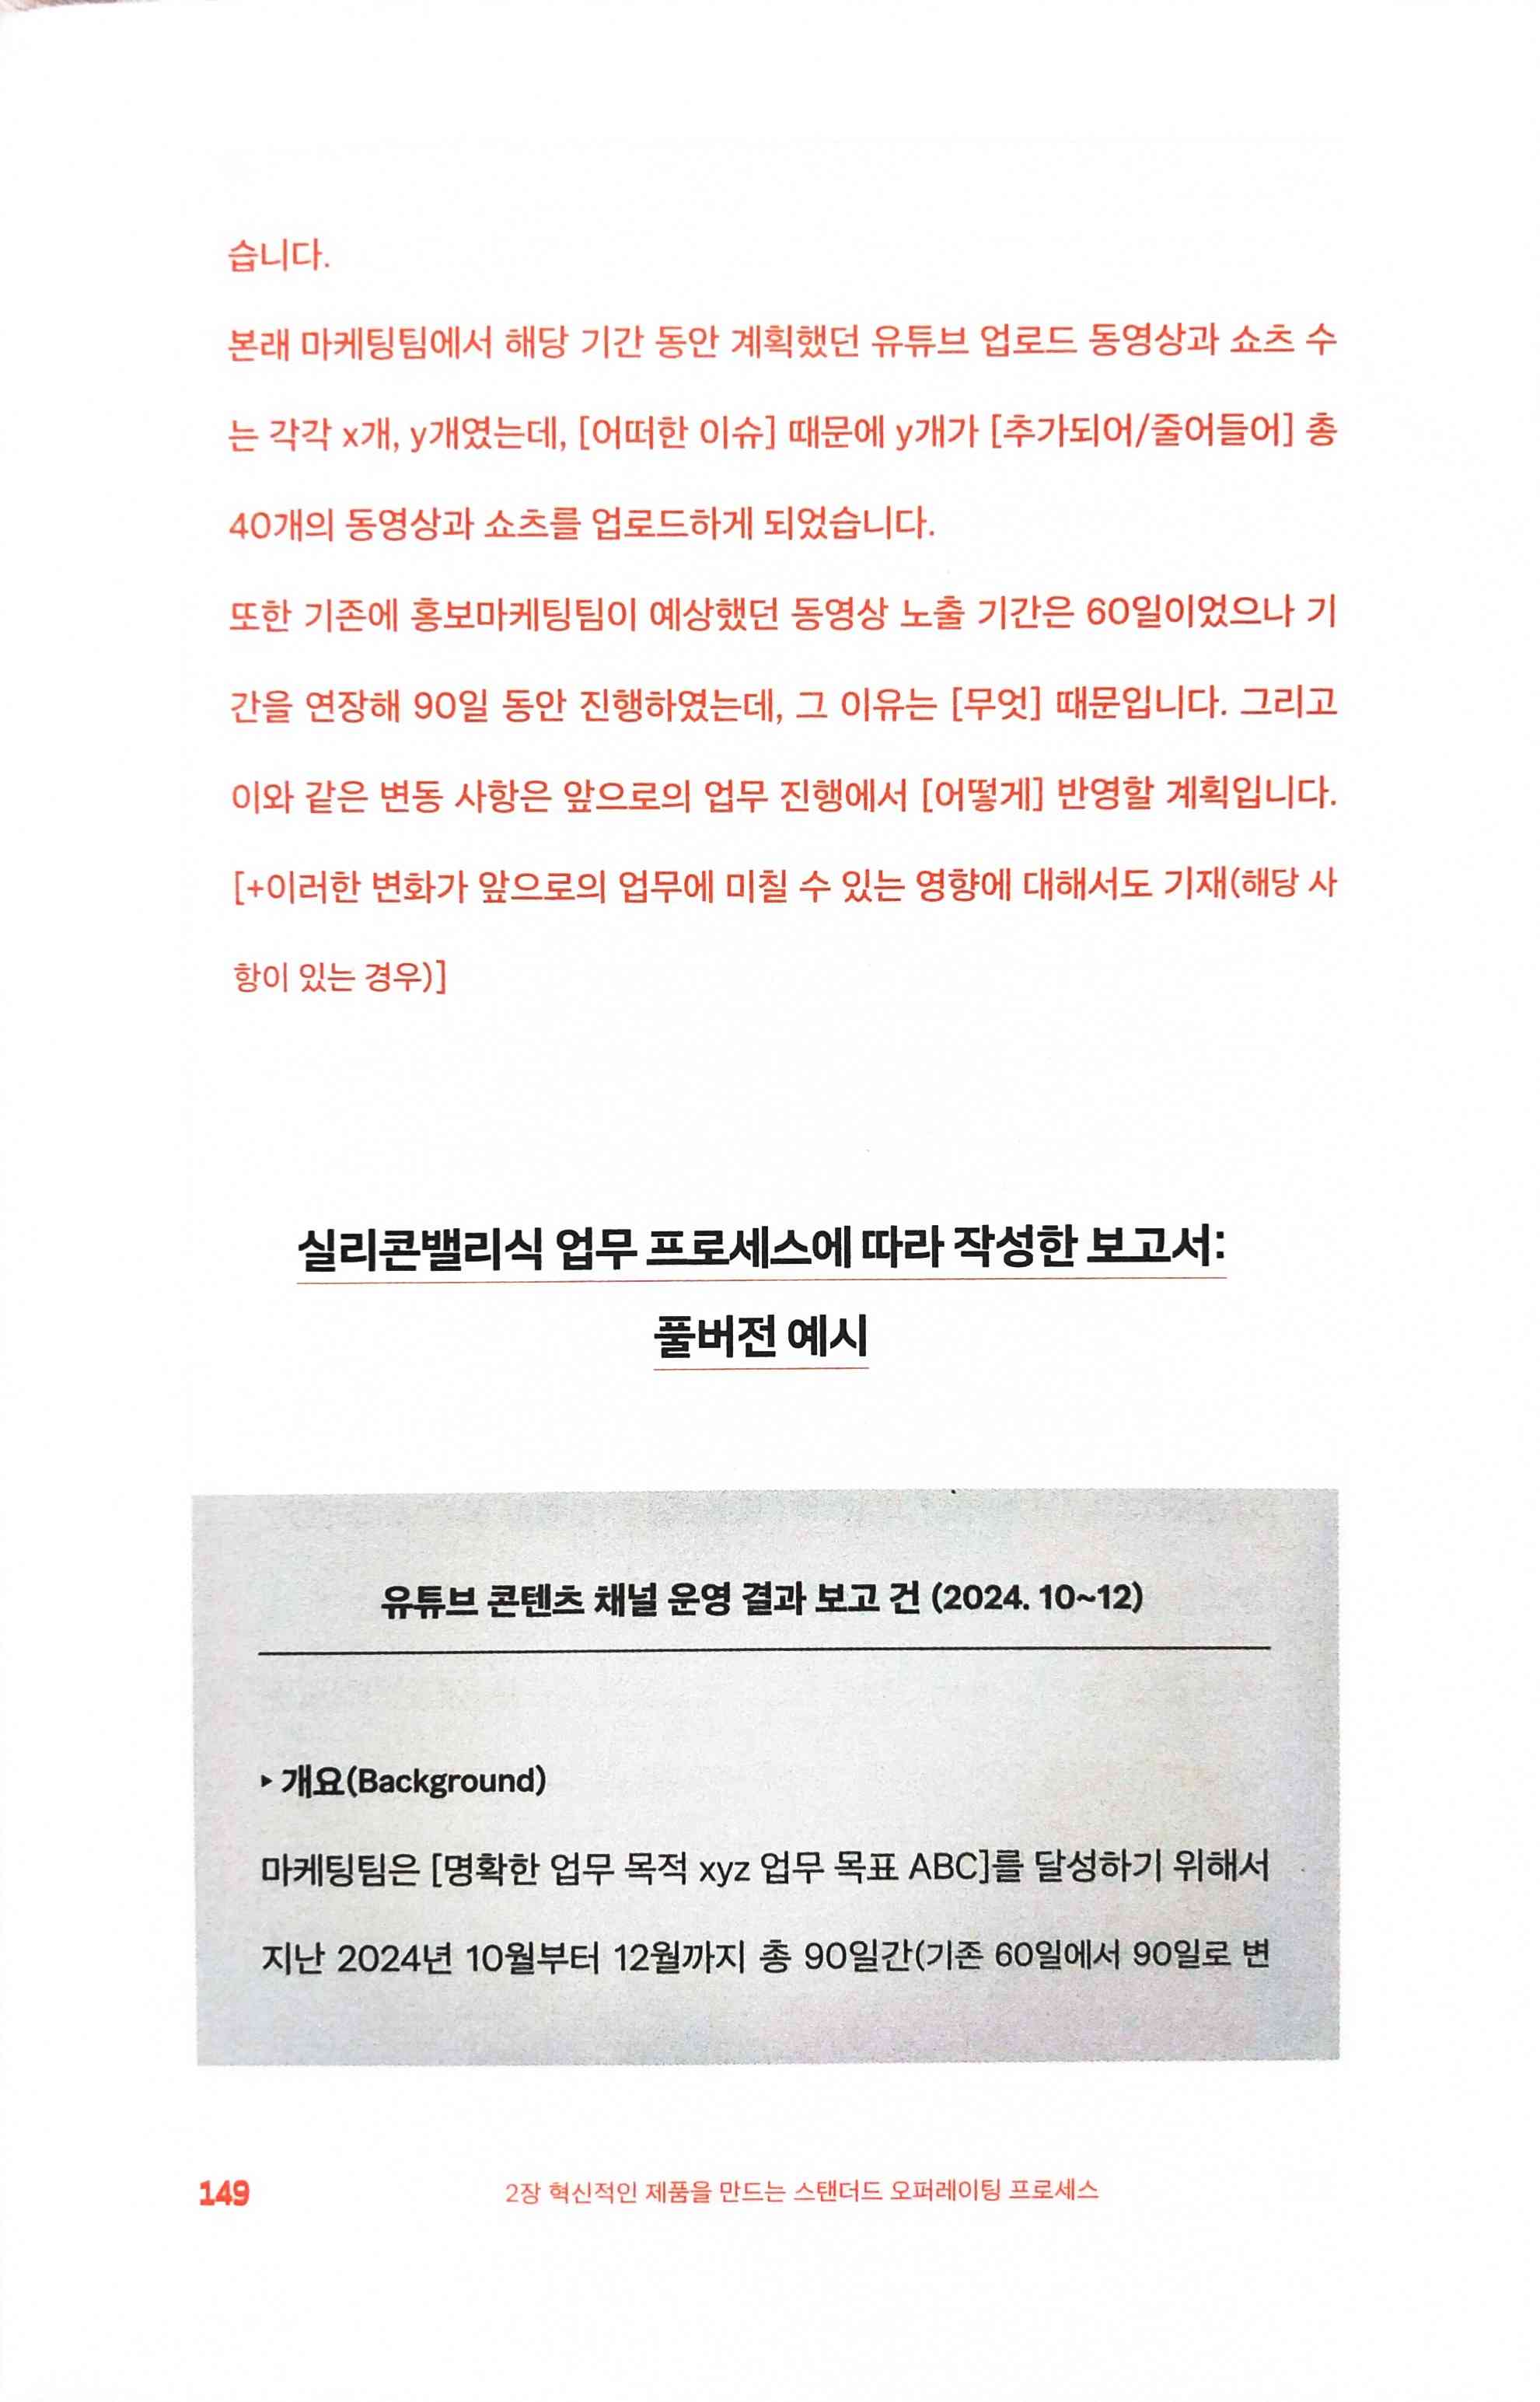 습니다.
본래 마케팅팀에서 해당 기간 동안 계획했던 유튜브 업로드 동영상과 쇼츠 수
는 각각 x개, y개였는데, [어떠한 이슈] 때문에 y개가 [추가되어/줄어들어] 총
40개의 동영상과 쇼츠를 업로드하게 되었습니다.
또한 기존에 홍보마케팅팀이 예상했던 동영상 노출 기간은 60일이었으나 기
간을 연장해 90일 동안 진행하였는데, 그 이유는 [무엇] 때문입니다. 그리고
이와 같은 변동 사항은 앞으로의 업무 진행에서 [어떻게] 반영할 계획입니다.
[+이러한 변화가 앞으로의 업무에 미칠 수 있는 영향에 대해서도 기재(해당 사
항이 있는 경우)]
실리콘밸리식 업무 프로세스에 따라 작성한 보고서:
풀버전 예시
유튜브 콘텐츠 채널 운영 결과 보고 건 (2024. 10~12)
▸ 개요(Background)
마케팅팀은 [명확한 업무 목적 xyz 업무 목표 ABC]를 달성하기 위해서
지난 2024년 10월부터 12월까지 총 90일간(기존 60일에서 90일로 변
149 2장 혁신적인 제품을 만드는 스탠더드 오퍼레이팅 프로세스